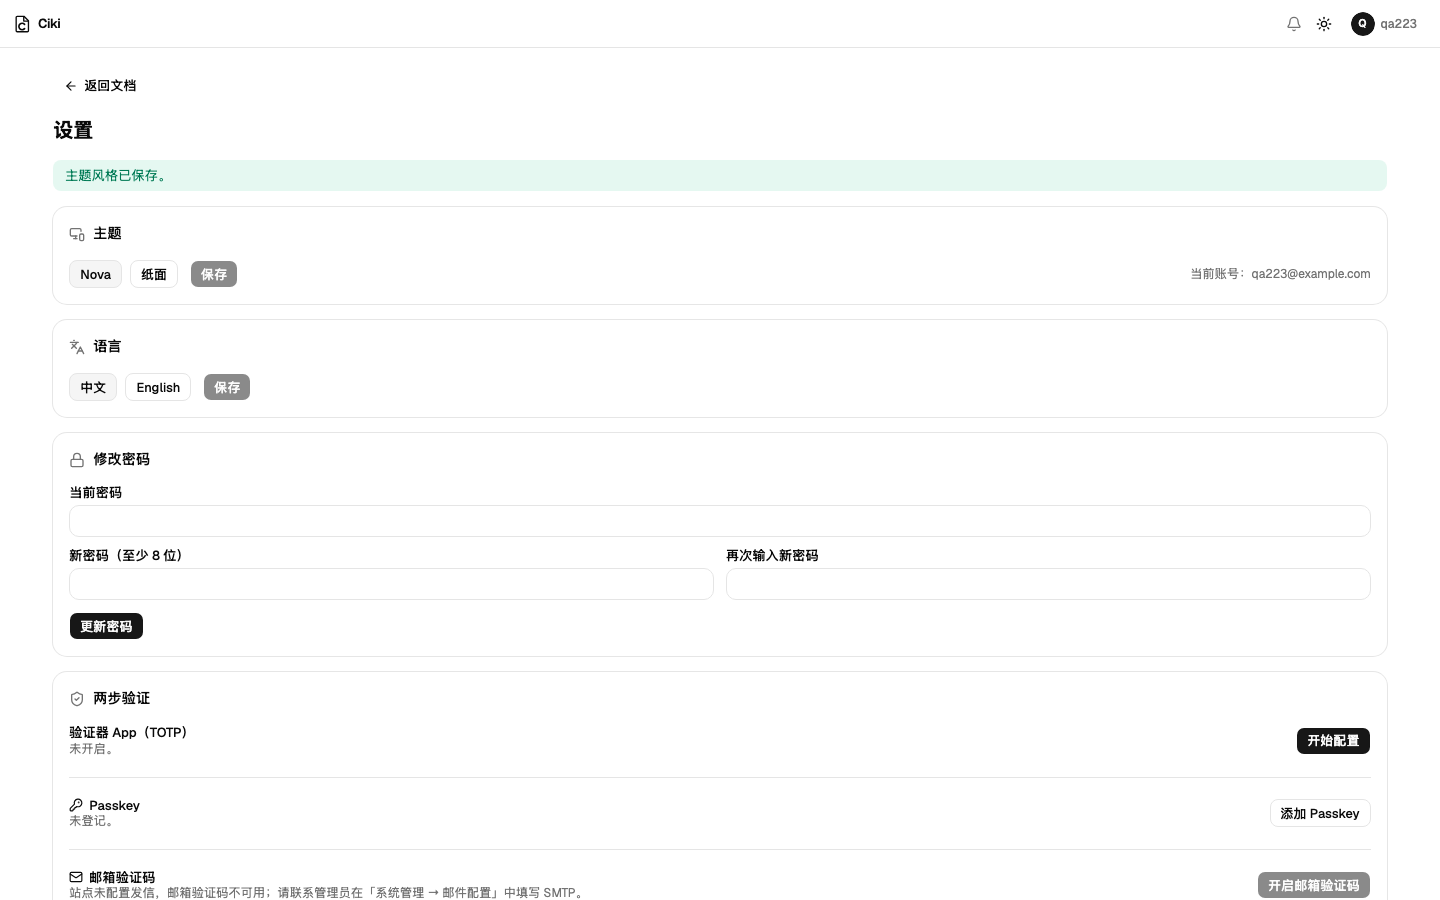 Ciki
Q qa223
返回文档
设置
主题风格已保存。
主题
Nova 纸面 保存 当前账号：qa223@example.com
语言
中文 English 保存
修改密码
当前密码
新密码（至少 8 位） 再次输入新密码
更新密码
两步验证
验证器 App（TOTP）
未开启。
开始配置
Passkey
未登记。
添加 Passkey
邮箱验证码
站点未配置发信，邮箱验证码不可用；请联系管理员在「系统管理 → 邮件配置」中填写 SMTP。
开启邮箱验证码